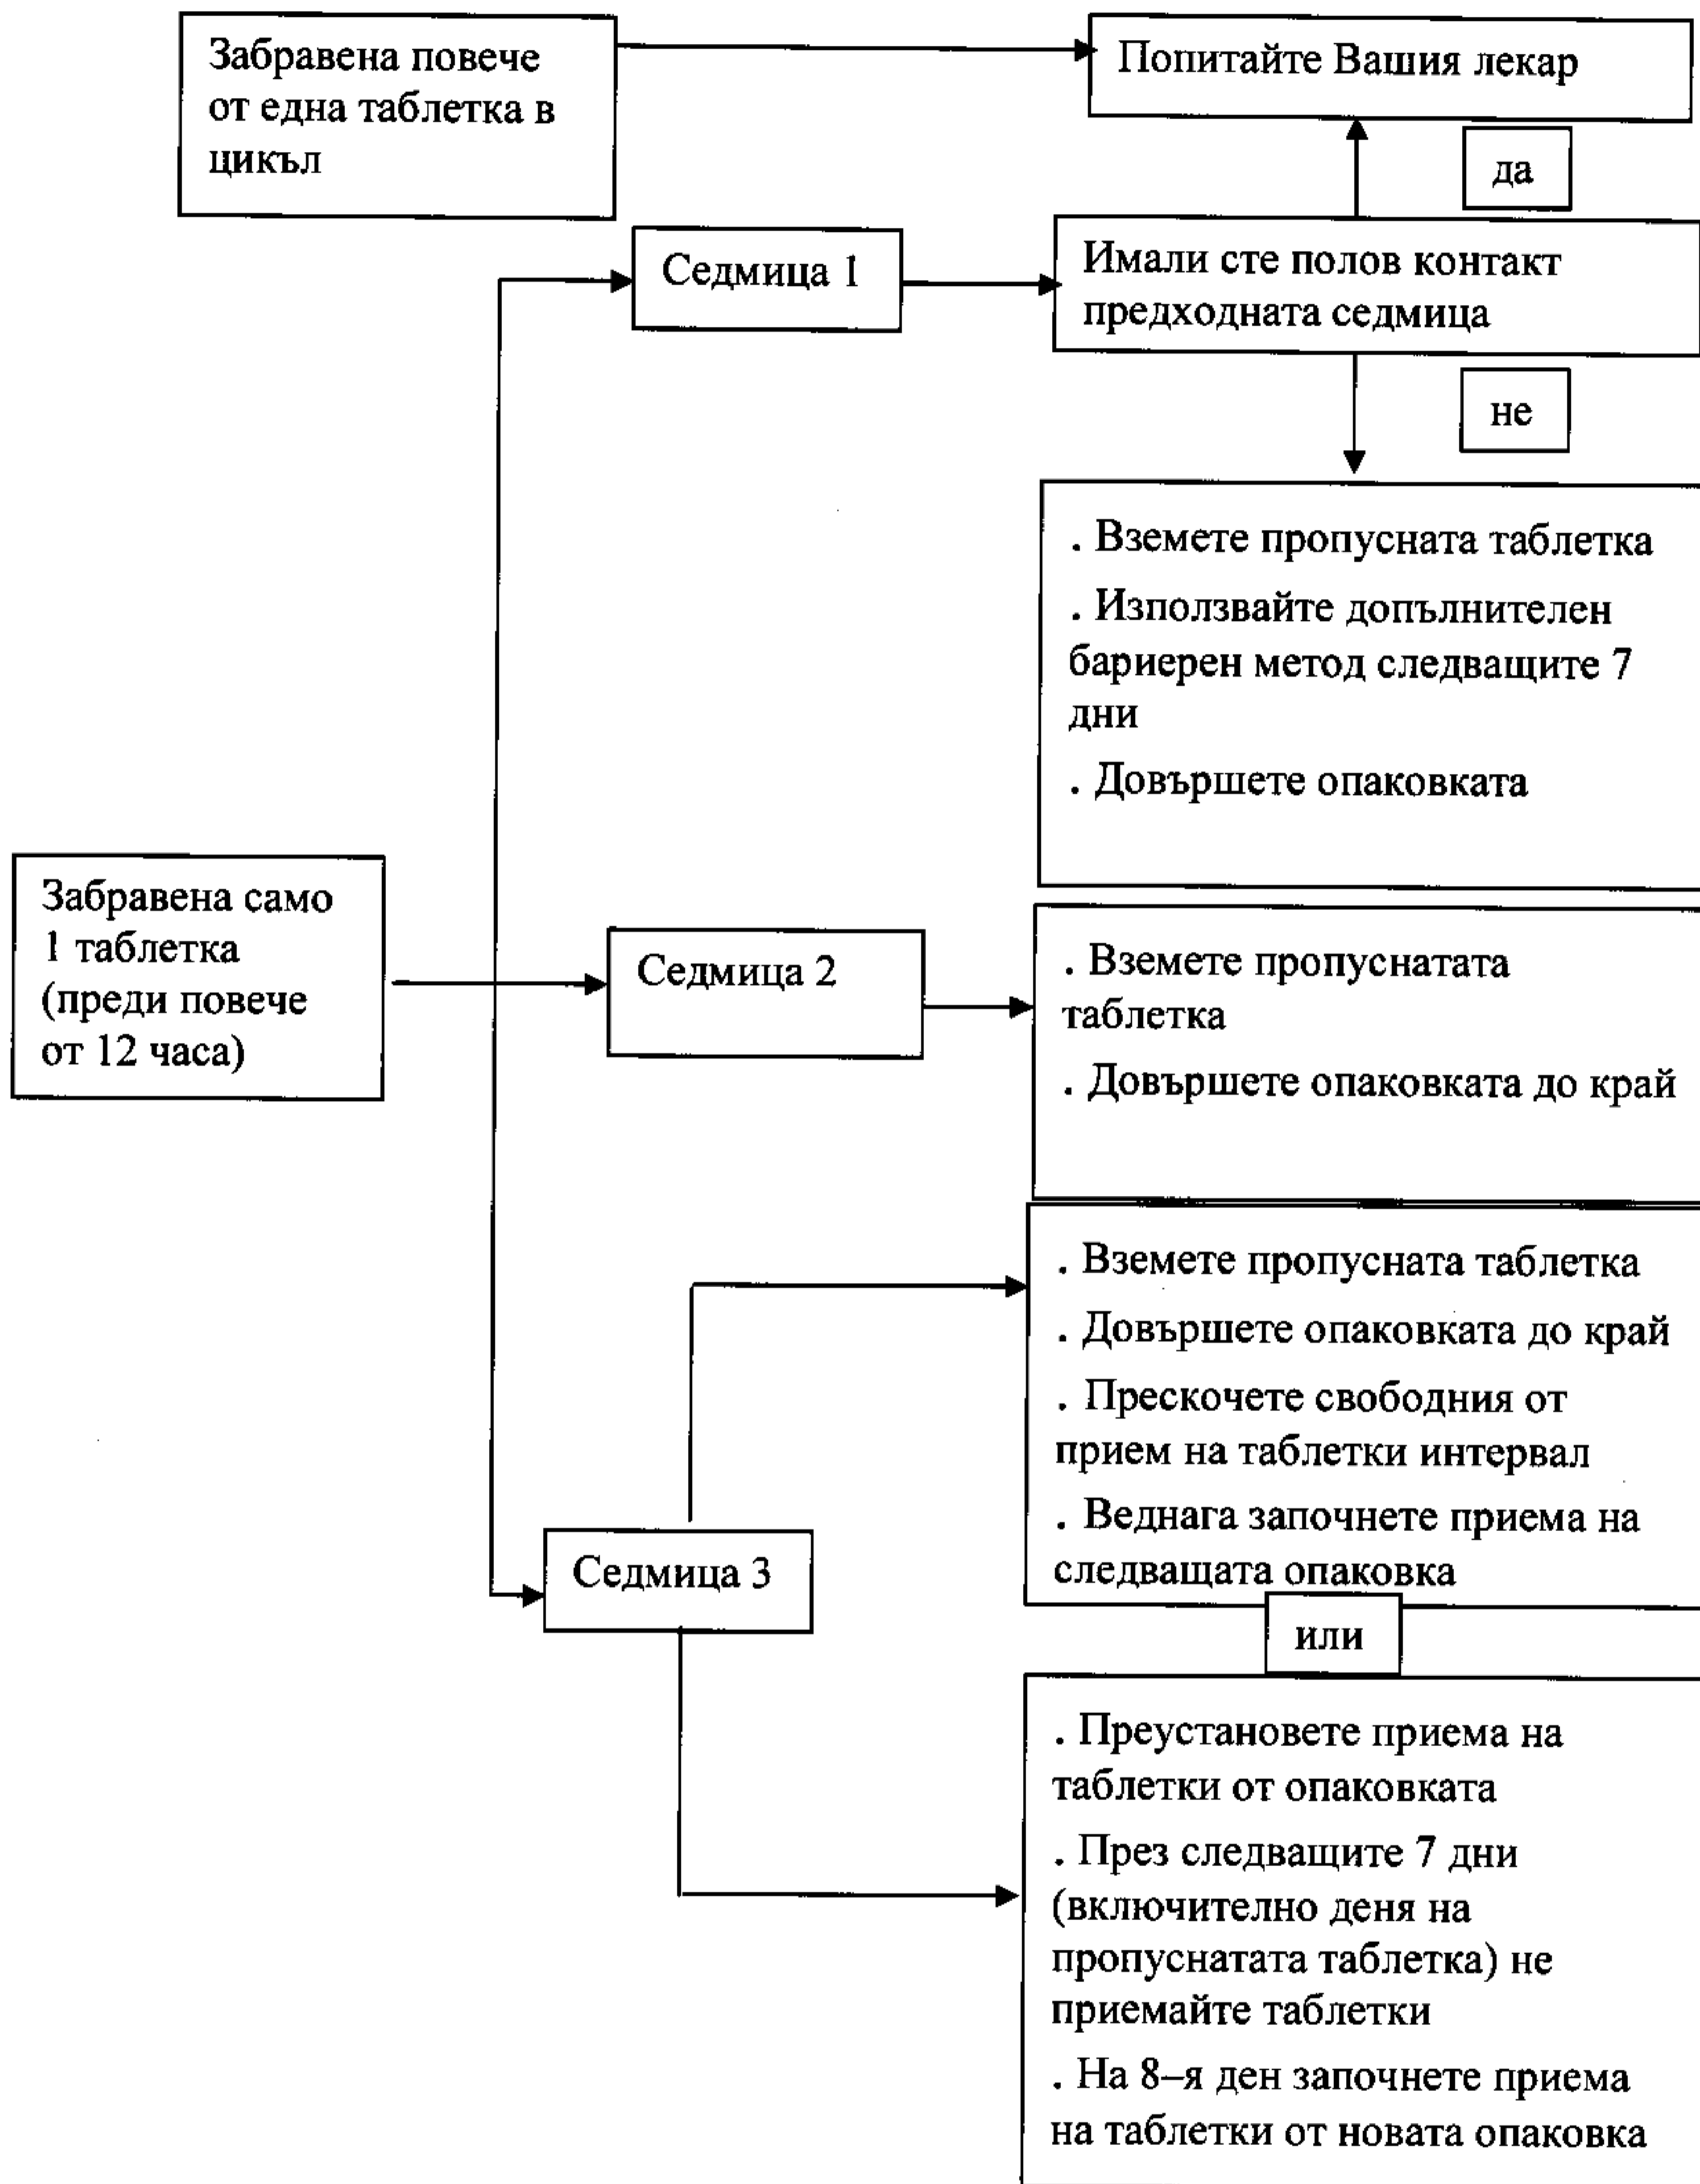 Забравена повече
от една таблетка в
цикъл
Попитайте Вашия лекар
да
Седмица 1
Имали сте полов контакт
предходната седмица
не
. Вземете пропусната таблетка
. Използвайте допълнителен
бариерен метод следващите 7
дни
. Довършете опаковката
Забравена само
1 таблетка
(преди повече
от 12 часа)
Седмица 2
. Вземете пропуснатата
таблетка
. Довършете опаковката до край
. Вземете пропусната таблетка
. Довършете опаковката до край
. Прескочете свободния от
прием на таблетки интервал
. Веднага започнете приема на
следващата опаковка
Седмица 3
или
. Преустановете приема на
таблетки от опаковката
. През следващите 7 дни
(включително деня на
пропуснатата таблетка) не
приемайте таблетки
. На 8–я ден започнете приема
на таблетки от новата опаковка